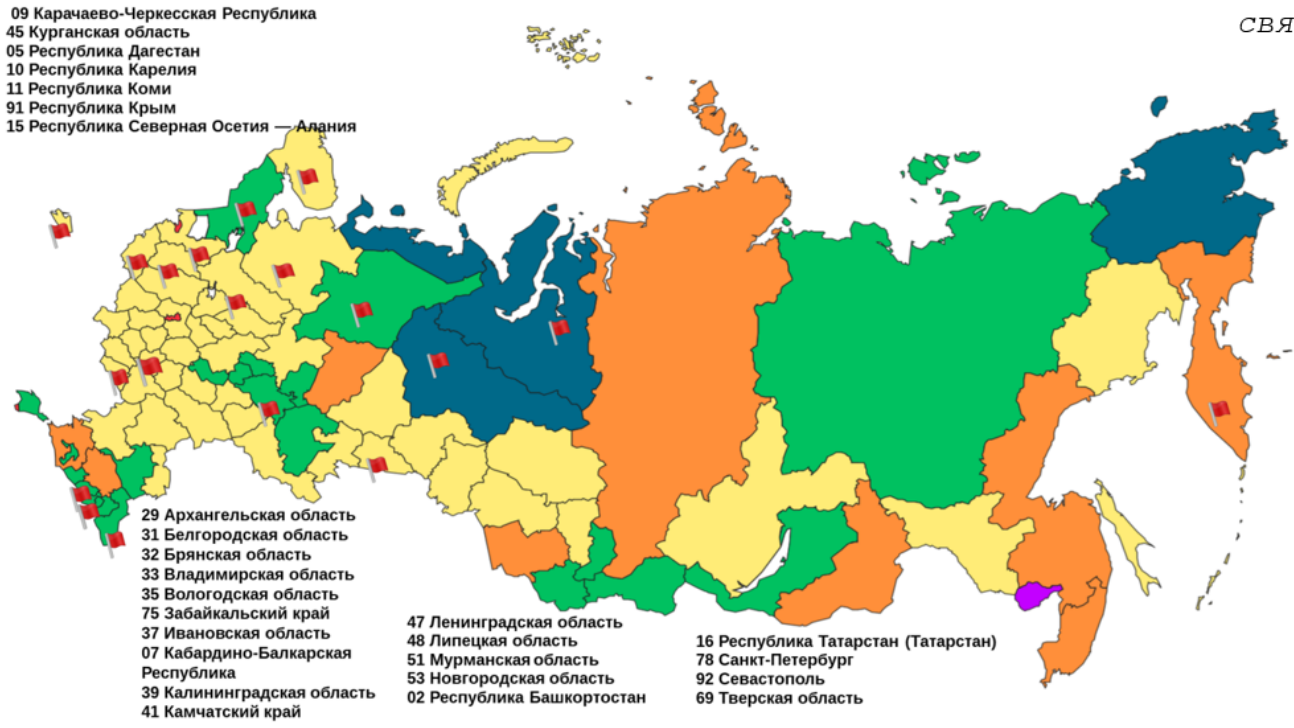 09 Карачаево-Черкесская Республика
45 Курганская область
05 Республика Дагестан
10 Республика Карелия
11 Республика Коми
91 Республика Крым
15 Республика Северная Осетия — Алания
СВЯ
29 Архангельская область
31 Белгородская область
32 Брянская область
33 Владимирская область
35 Вологодская область
75 Забайкальский край
37 Ивановская область
07 Кабардино-Балкарская
Республика
39 Калининградская область
41 Камчатский край
47 Ленинградская область
48 Липецкая область
51 Мурманская область
53 Новгородская область
02 Республика Башкортостан
16 Республика Татарстан (Татарстан)
78 Санкт-Петербург
92 Севастополь
69 Тверская область